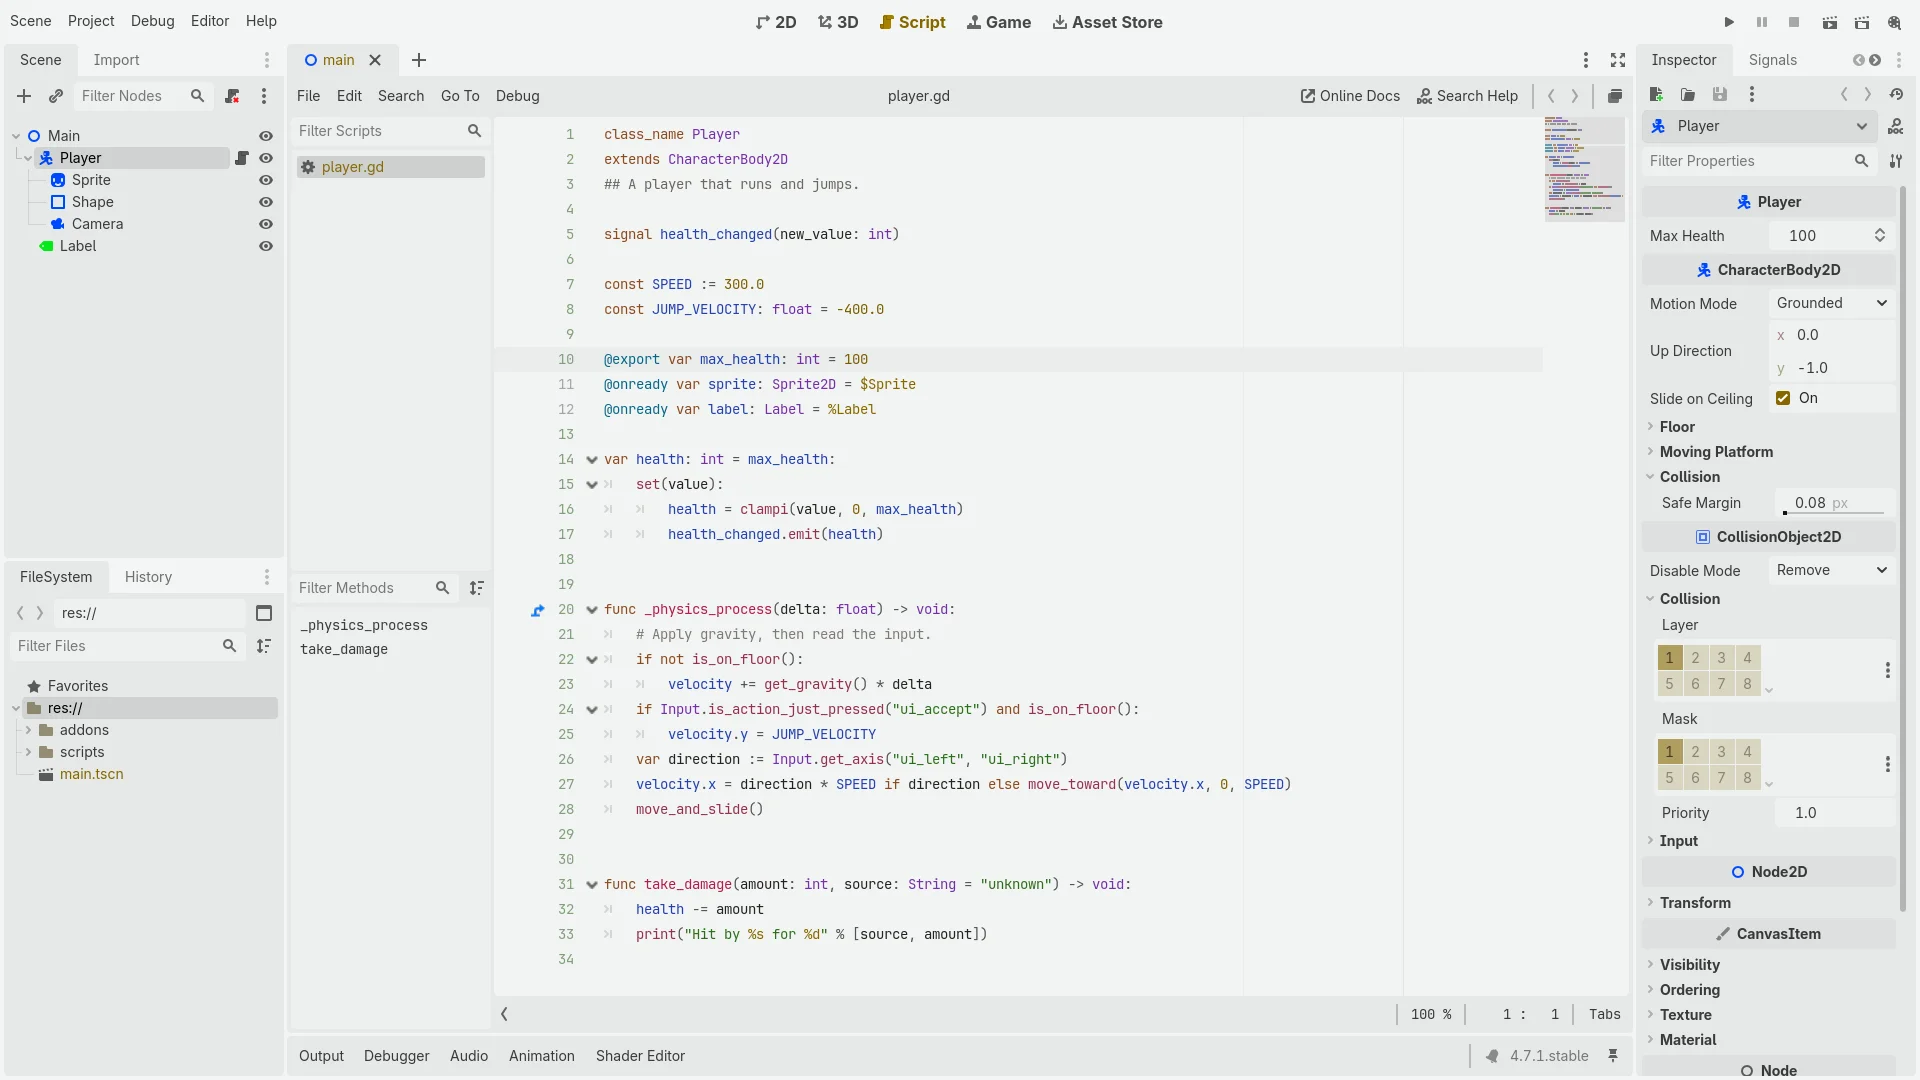 Scene Project Debug Editor Help
2D 3D Script Game Asset Store
Scene Import
Filter Nodes
Main
Player
Sprite
Shape
Camera
Label
FileSystem History
res://
Filter Files
Favorites
res://
addons
scripts
main.tscn
main
File Edit Search Go To Debug
player.gd
Online Docs Search Help
Filter Scripts
player.gd
Filter Methods
_physics_process
take_damage
1 class_name Player
2 extends CharacterBody2D
3 ## A player that runs and jumps.
4
5 signal health_changed(new_value: int)
6
7 const SPEED := 300.0
8 const JUMP_VELOCITY: float = -400.0
9
10 @export var max_health: int = 100
11 @onready var sprite: Sprite2D = $Sprite
12 @onready var label: Label = %Label
13
14 var health: int = max_health:
15 set(value):
16 health = clampi(value, 0, max_health)
17 health_changed.emit(health)
18
19
20 func _physics_process(delta: float) -> void:
21 # Apply gravity, then read the input.
22 if not is_on_floor():
23 velocity += get_gravity() * delta
24 if Input.is_action_just_pressed("ui_accept") and is_on_floor():
25 velocity.y = JUMP_VELOCITY
26 var direction := Input.get_axis("ui_left", "ui_right")
27 velocity.x = direction * SPEED if direction else move_toward(velocity.x, 0, SPEED)
28 move_and_slide()
29
30
31 func take_damage(amount: int, source: String = "unknown") -> void:
32 health -= amount
33 print("Hit by %s for %d" % [source, amount])
34
100 % 1 : 1 Tabs
Output Debugger Audio Animation Shader Editor
4.7.1.stable
Inspector Signals
Player
Filter Properties
Player
Max Health 100
CharacterBody2D
Motion Mode Grounded
Up Direction
x 0.0
y -1.0
Slide on Ceiling On
Floor
Moving Platform
Collision
Safe Margin 0.08 px
CollisionObject2D
Disable Mode Remove
Collision
Layer
1 2 3 4
5 6 7 8
Mask
1 2 3 4
5 6 7 8
Priority 1.0
Input
Node2D
Transform
CanvasItem
Visibility
Ordering
Texture
Material
Node